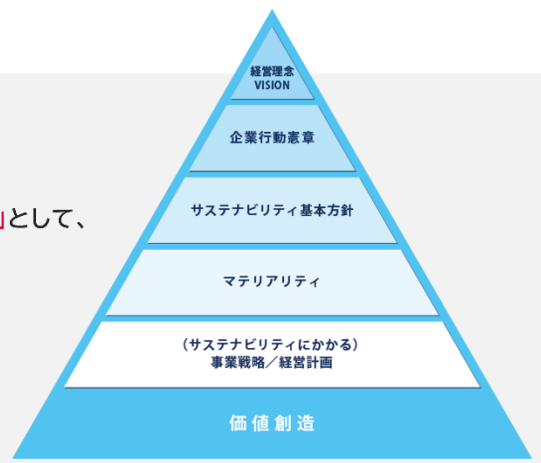 経営理念
VISION
企業行動憲章
サステナビリティ基本方針
」として、
マテリアリティ
（サステナビリティにかかる）
事業戦略／経営計画
価値創造